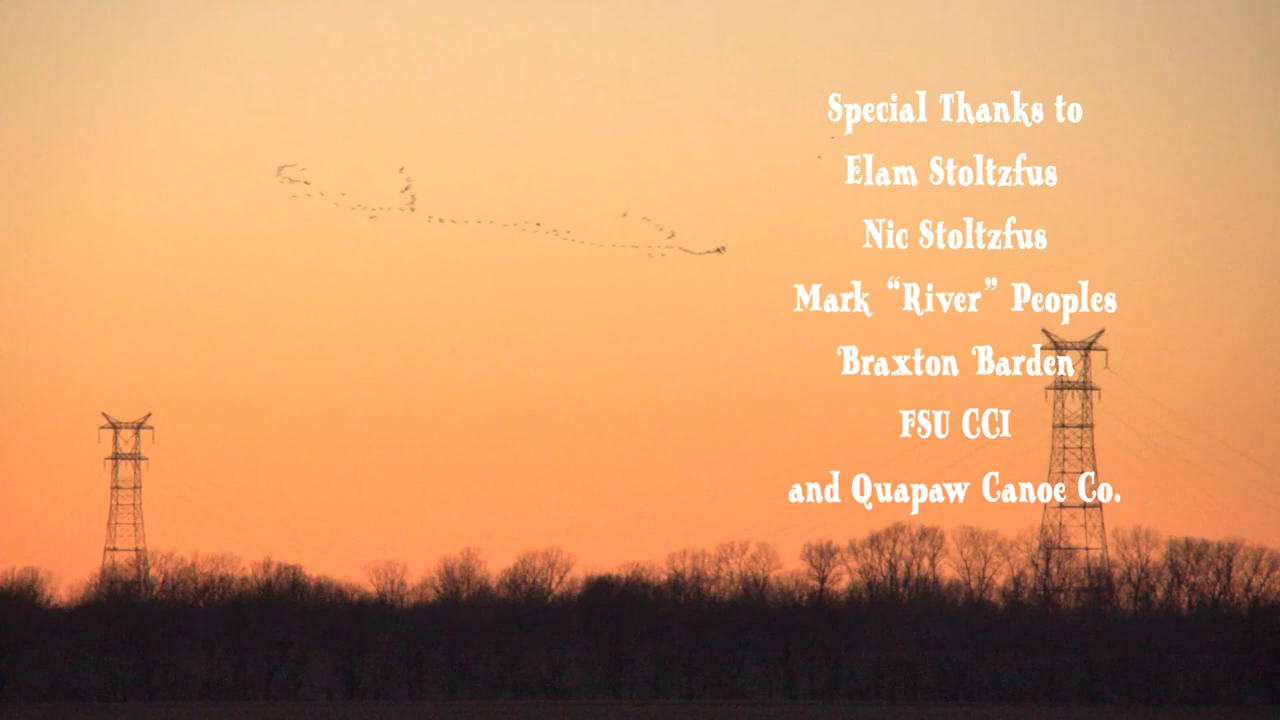 Special Thanks to
Elam Stoltzfus
Nic Stoltzfus
Mark “River” Peoples
Braxton Barden
FSU CCI
and Quapaw Canoe Co.